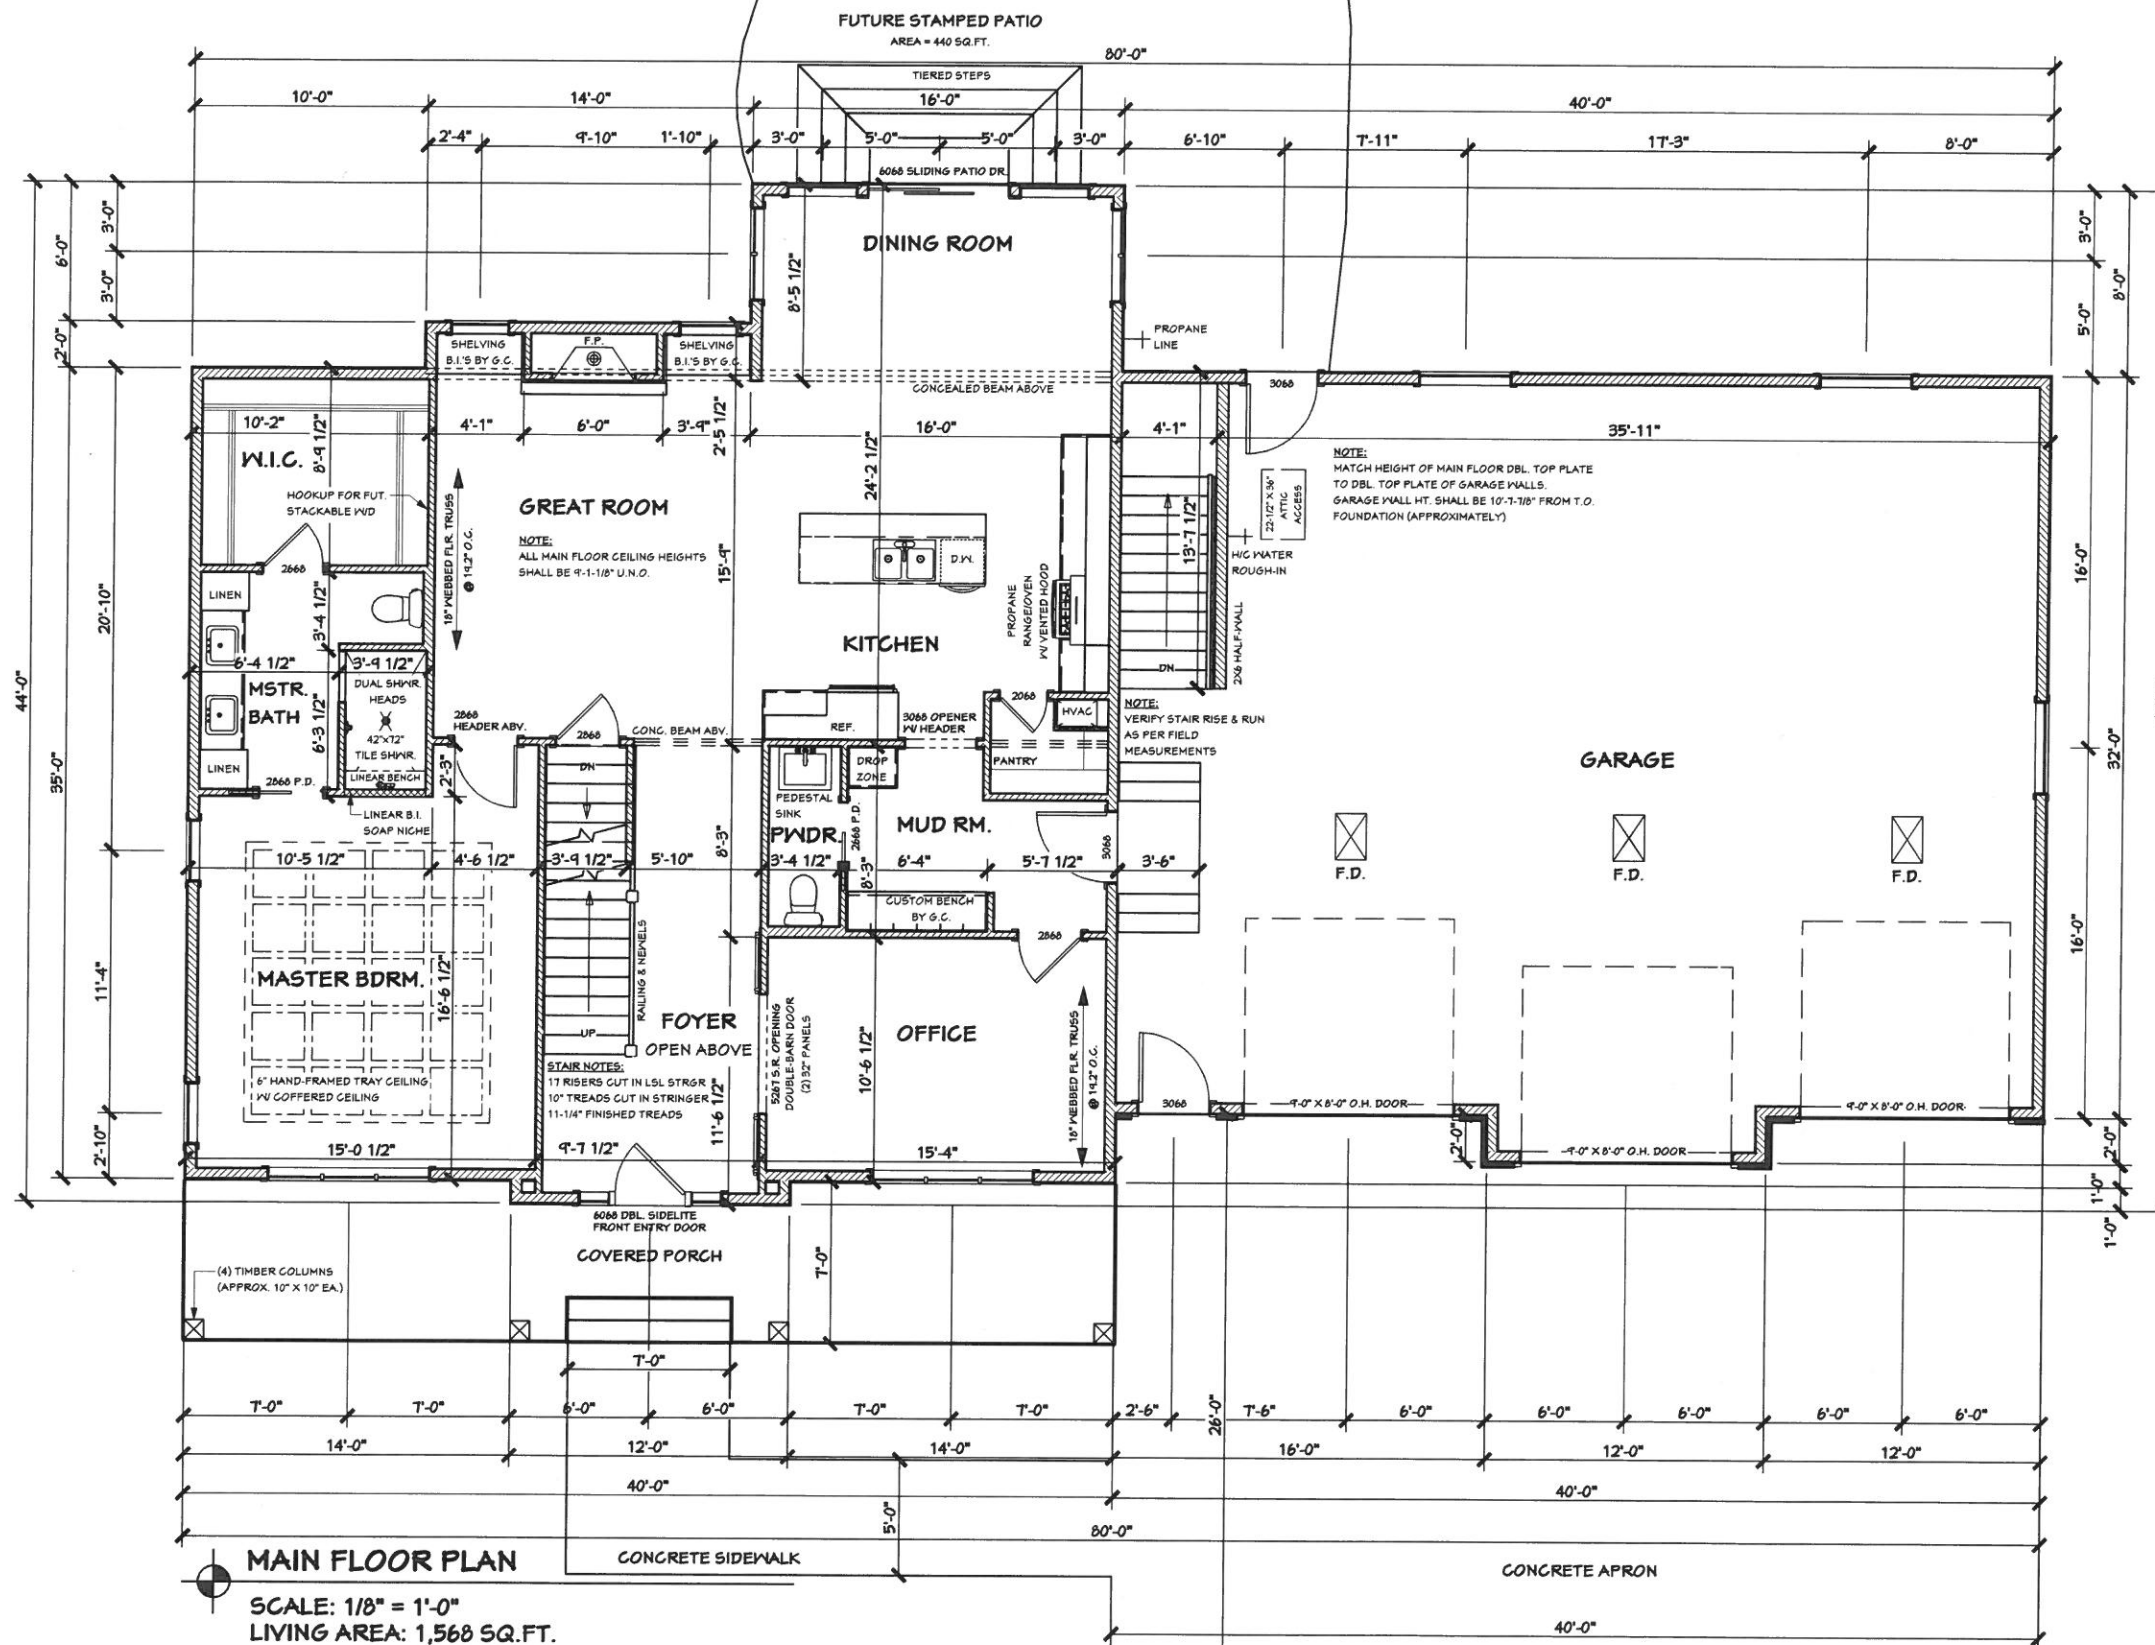 FUTURE STAMPED PATIO
AREA = 440 SQ.FT.
80'-0"
TIERED STEPS
10'-0"
14'-0"
16'-0"
40'-0"
2'-4"
9'-10"
1'-10"
3'-0"
5'-0"
5'-0"
3'-0"
6'-10"
7'-11"
17'-3"
8'-0"
6068 SLIDING PATIO DR.
3'-0"
6'-0"
3'-0"
2'-0"
8'-5 1/2"
DINING ROOM
3'-0"
8'-0"
5'-0"
PROPANE
LINE
SHELVING
B.I.'S BY G.C.
F.P.
SHELVING
B.I.'S BY G.C.
CONCEALED BEAM ABOVE
3068
10'-2"
4'-1"
6'-0"
3'-9"
2'-5 1/2"
16'-0"
4'-1"
35'-11"
W.I.C.
8'-9 1/2"
24'-2 1/2"
HOOKUP FOR FUT.
STACKABLE W/D
18" WEBBED FLR. TRUSS
@ 19.2" O.C.
GREAT ROOM
NOTE:
ALL MAIN FLOOR CEILING HEIGHTS
SHALL BE 9'-1-1/8" U.N.O.
15'-9"
D.W.
13'-7 1/2"
22-1/2" X 36"
ATTIC
ACCESS
NOTE:
MATCH HEIGHT OF MAIN FLOOR DBL. TOP PLATE
TO DBL. TOP PLATE OF GARAGE WALLS.
GARAGE WALL HT. SHALL BE 10'-7-7/8" FROM T.O.
FOUNDATION (APPROXIMATELY)
H/C WATER
ROUGH-IN
16'-0"
2668
LINEN
3'-4 1/2"
20'-10"
PROPANE
RANGE/OVEN
W/ VENTED HOOD
KITCHEN
2X6 HALF-WALL
DN
6'-4 1/2"
3'-9 1/2"
MSTR.
BATH
DUAL SHWR.
HEADS
42"x72"
TILE SHWR.
LINEAR BENCH
6'-3 1/2"
LINEN
2868 P.D.
LINEAR B.I.
SOAP NICHE
44'-0"
35'-0"
2868
HEADER ABV.
2'-3"
2868
CONC. BEAM ABV.
REF.
3068 OPENER
W/ HEADER
2068
HVAC
PANTRY
NOTE:
VERIFY STAIR RISE & RUN
AS PER FIELD
MEASUREMENTS
GARAGE
32'-0"
DN
PEDESTAL
SINK
DROP
ZONE
PWDR.
2668 P.D.
MUD RM.
3068
8'-3"
10'-5 1/2"
4'-6 1/2"
3'-9 1/2"
5'-10"
3'-4 1/2"
8'-3"
6'-4"
5'-7 1/2"
3'-6"
F.D.
F.D.
F.D.
CUSTOM BENCH
BY G.C.
2868
16'-0"
11'-4"
MASTER BDRM.
16'-6 1/2"
RAILING & NEWELS
UP
FOYER
OPEN ABOVE
5267 S.R. OPENING
DOUBLE-BARN DOOR
(2) 32" PANELS
10'-6 1/2"
OFFICE
18" WEBBED FLR. TRUSS
@ 19.2" O.C.
6" HAND-FRAMED TRAY CEILING
W/ COFFERED CEILING
STAIR NOTES:
17 RISERS CUT IN LSL STRGR
10" TREADS CUT IN STRINGER
11-1/4" FINISHED TREADS
11'-6 1/2"
3068
9'-0" X 8'-0" O.H. DOOR
9'-0" X 8'-0" O.H. DOOR
9'-0" X 8'-0" O.H. DOOR
2'-0"
2'-10"
15'-0 1/2"
9'-7 1/2"
15'-4"
2'-0"
1'-0"
1'-0"
6068 DBL. SIDELITE
FRONT ENTRY DOOR
COVERED PORCH
7'-0"
(4) TIMBER COLUMNS
(APPROX. 10" X 10" EA.)
7'-0"
7'-0"
7'-0"
6'-0"
6'-0"
7'-0"
7'-0"
2'-6"
26'-0"
7'-6"
6'-0"
6'-0"
6'-0"
6'-0"
6'-0"
14'-0"
12'-0"
14'-0"
16'-0"
12'-0"
12'-0"
40'-0"
40'-0"
5'-0"
80'-0"
MAIN FLOOR PLAN
CONCRETE SIDEWALK
CONCRETE APRON
SCALE: 1/8" = 1'-0"
LIVING AREA: 1,568 SQ.FT.
40'-0"